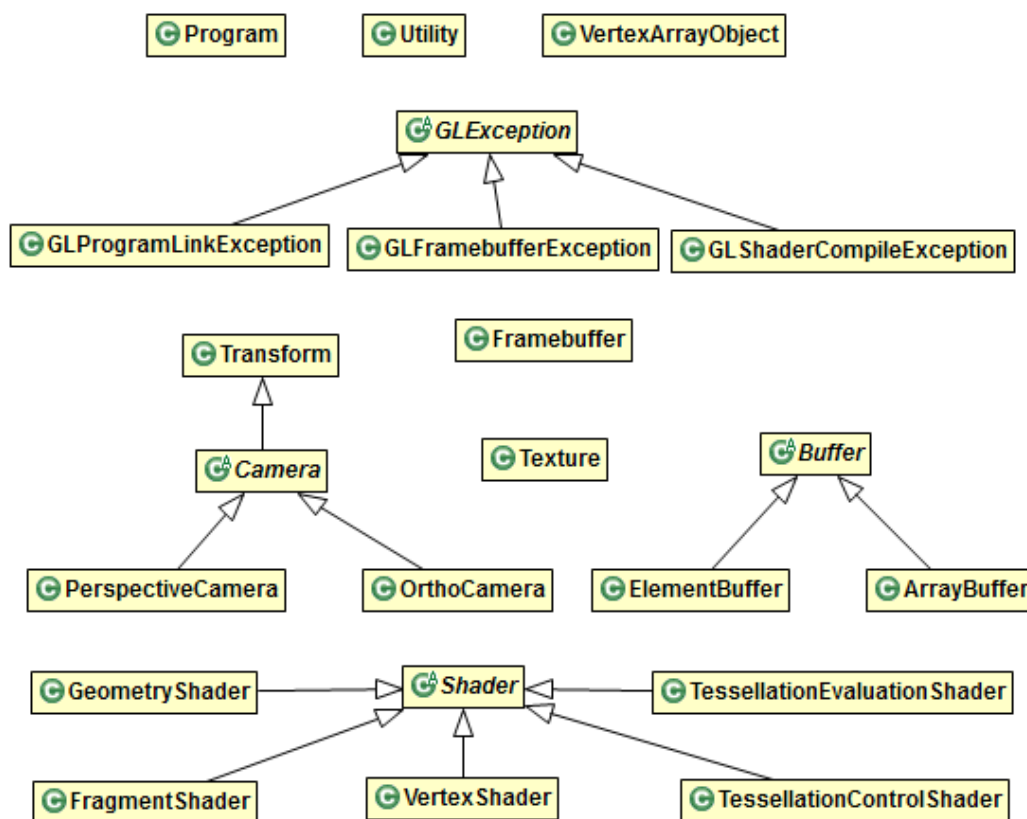 Program
Utility
VertexArrayObject
GLException
GLProgramLinkException
GLFramebufferException
GLShaderCompileException
Framebuffer
Transform
Camera
Texture
Buffer
PerspectiveCamera
OrthoCamera
ElementBuffer
ArrayBuffer
GeometryShader
Shader
TessellationEvaluationShader
FragmentShader
VertexShader
TessellationControlShader